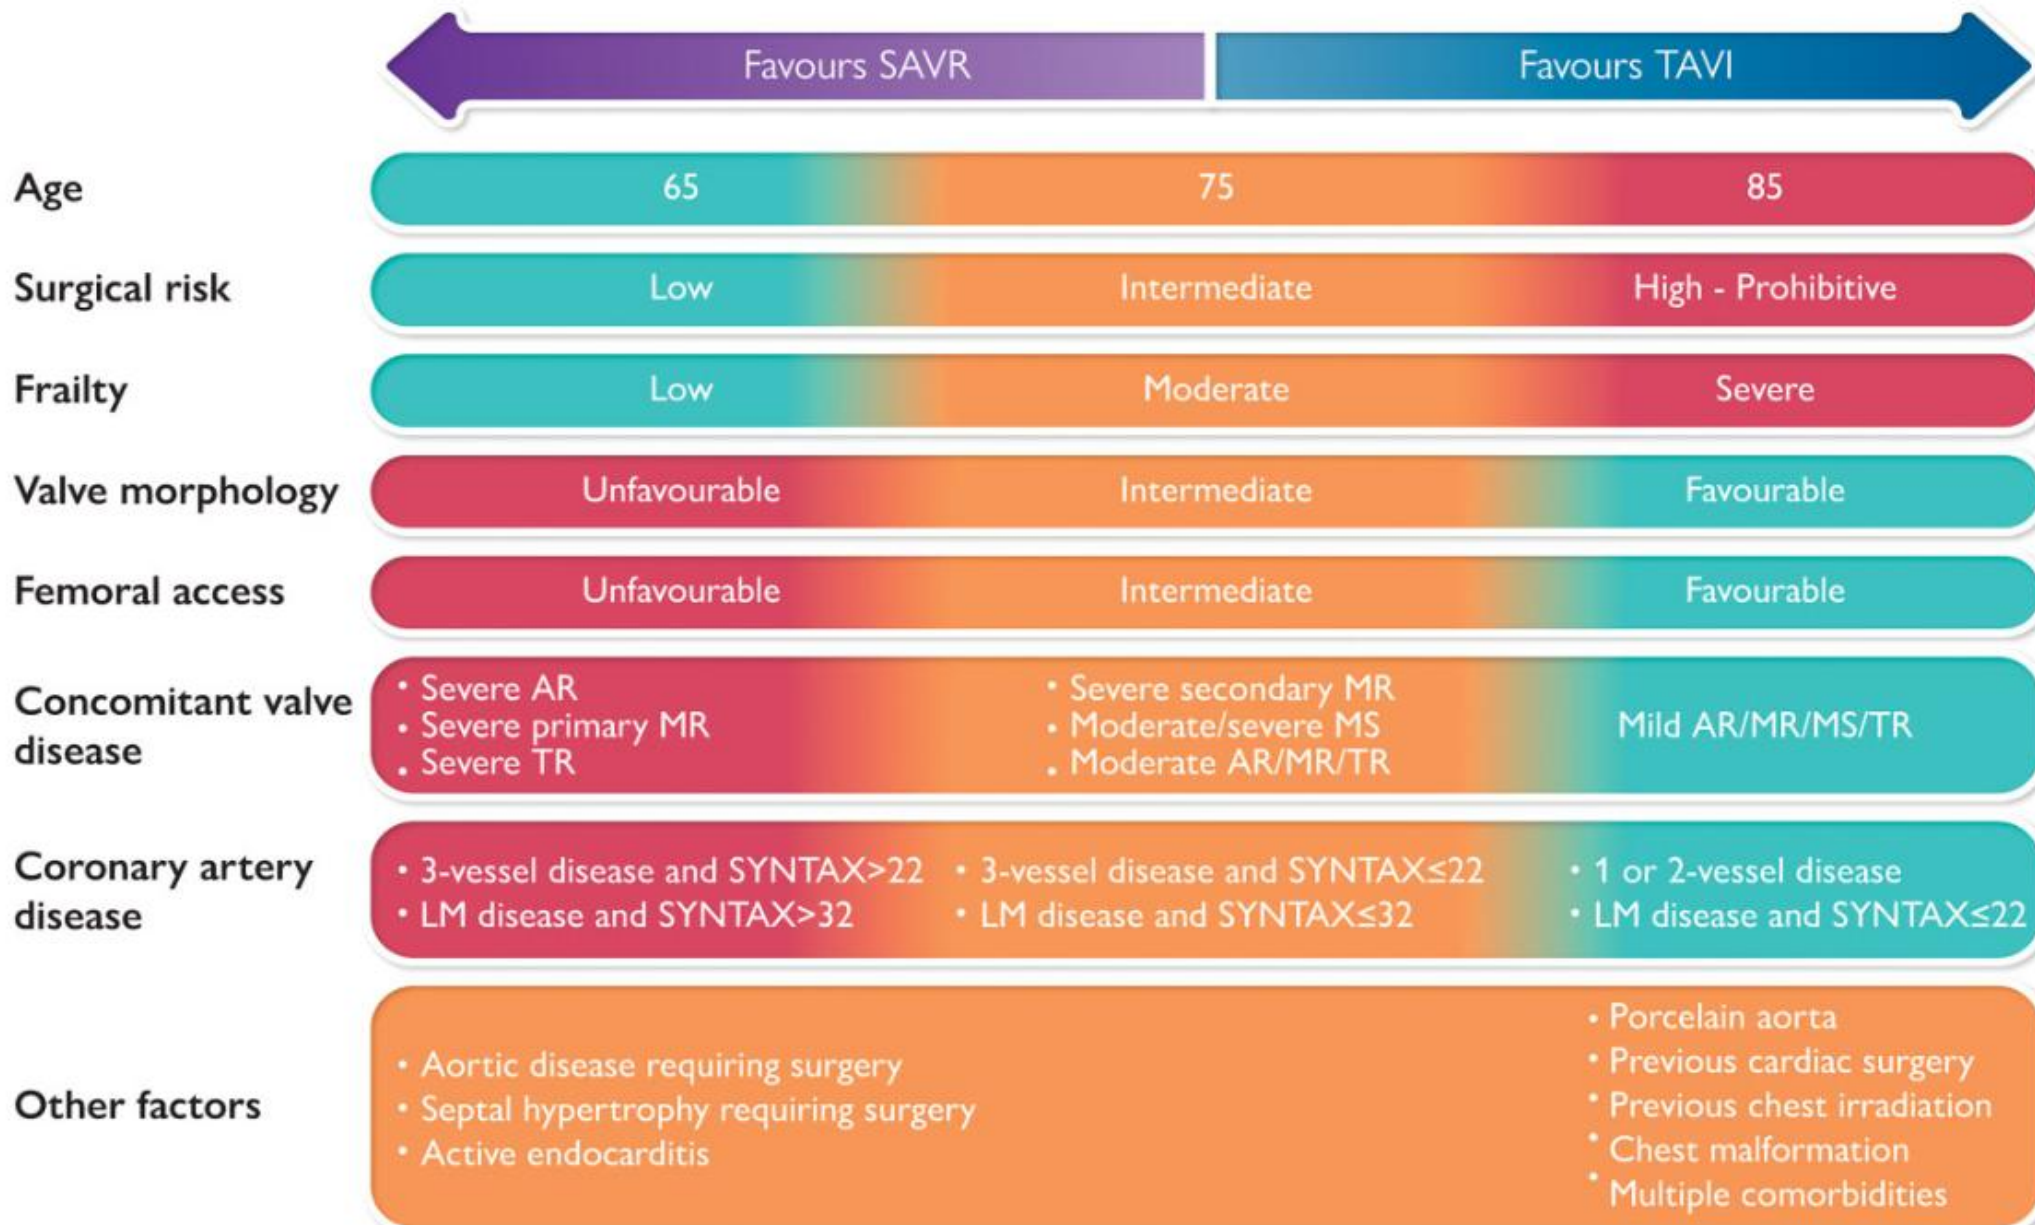 Favours SAVR Favours TAVI
Age 65 75 85
Surgical risk Low Intermediate High - Prohibitive
Frailty Low Moderate Severe
Valve morphology Unfavourable Intermediate Favourable
Femoral access Unfavourable Intermediate Favourable
Concomitant valve
disease
• Severe AR
• Severe primary MR
• Severe TR
• Severe secondary MR
• Moderate/severe MS
• Moderate AR/MR/TR
Mild AR/MR/MS/TR
Coronary artery
disease
• 3-vessel disease and SYNTAX>22
• LM disease and SYNTAX>32
• 3-vessel disease and SYNTAX≤22
• LM disease and SYNTAX≤32
• 1 or 2-vessel disease
• LM disease and SYNTAX≤22
Other factors
• Aortic disease requiring surgery
• Septal hypertrophy requiring surgery
• Active endocarditis
• Porcelain aorta
• Previous cardiac surgery
• Previous chest irradiation
• Chest malformation
• Multiple comorbidities